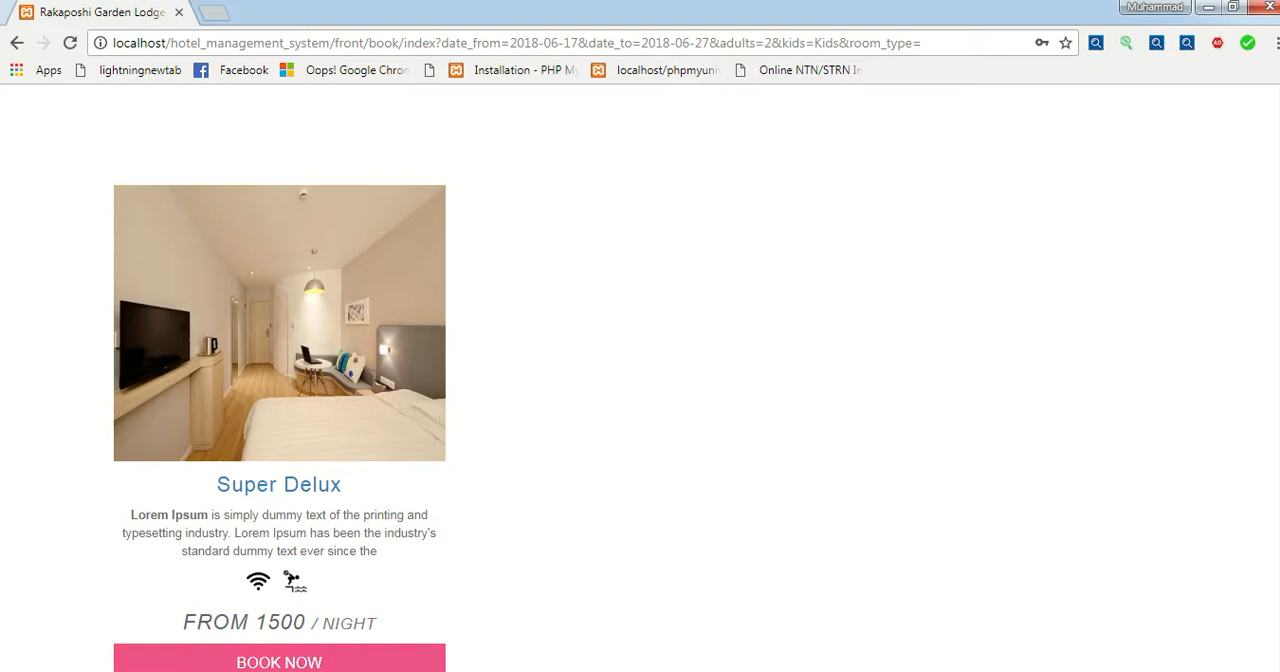 Rakaposhi Garden Lodge
Muhammad
localhost/hotel_management_system/front/book/index?date_from=2018-06-17&date_to=2018-06-27&adults=2&kids=Kids&room_type=
Apps lightningnewtab Facebook Oops! Google Chron Installation - PHP My localhost/phpmyuni Online NTN/STRN In
Super Delux
Lorem Ipsum is simply dummy text of the printing and
typesetting industry. Lorem Ipsum has been the industry's
standard dummy text ever since the
FROM 1500 / NIGHT
BOOK NOW